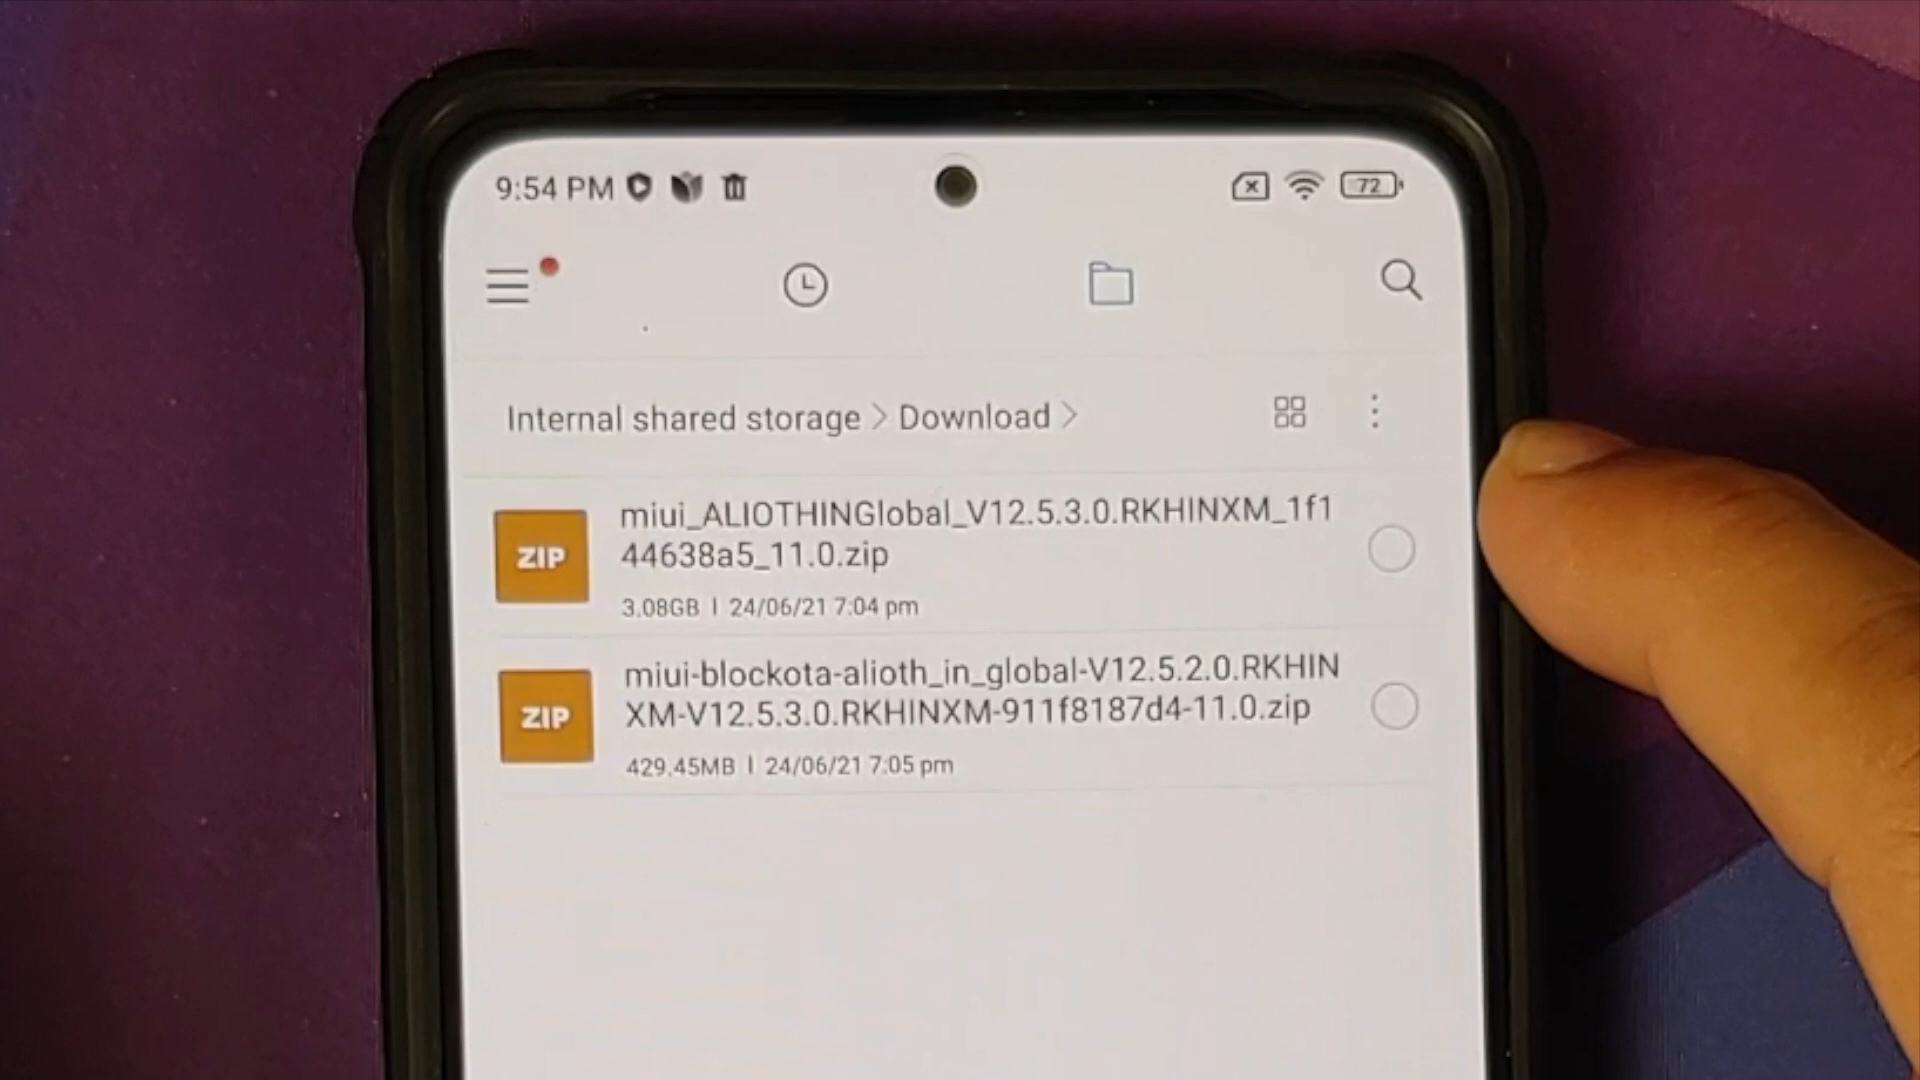 9:54 PM
72
Internal shared storage > Download >
ZIP
miui_ALIOTHINGlobal_V12.5.3.0.RKHINXM_1f1
44638a5_11.0.zip
3.08GB | 24/06/21 7:04 pm
ZIP
miui-blockota-alioth_in_global-V12.5.2.0.RKHIN
XM-V12.5.3.0.RKHINXM-911f8187d4-11.0.zip
429.45MB | 24/06/21 7:05 pm